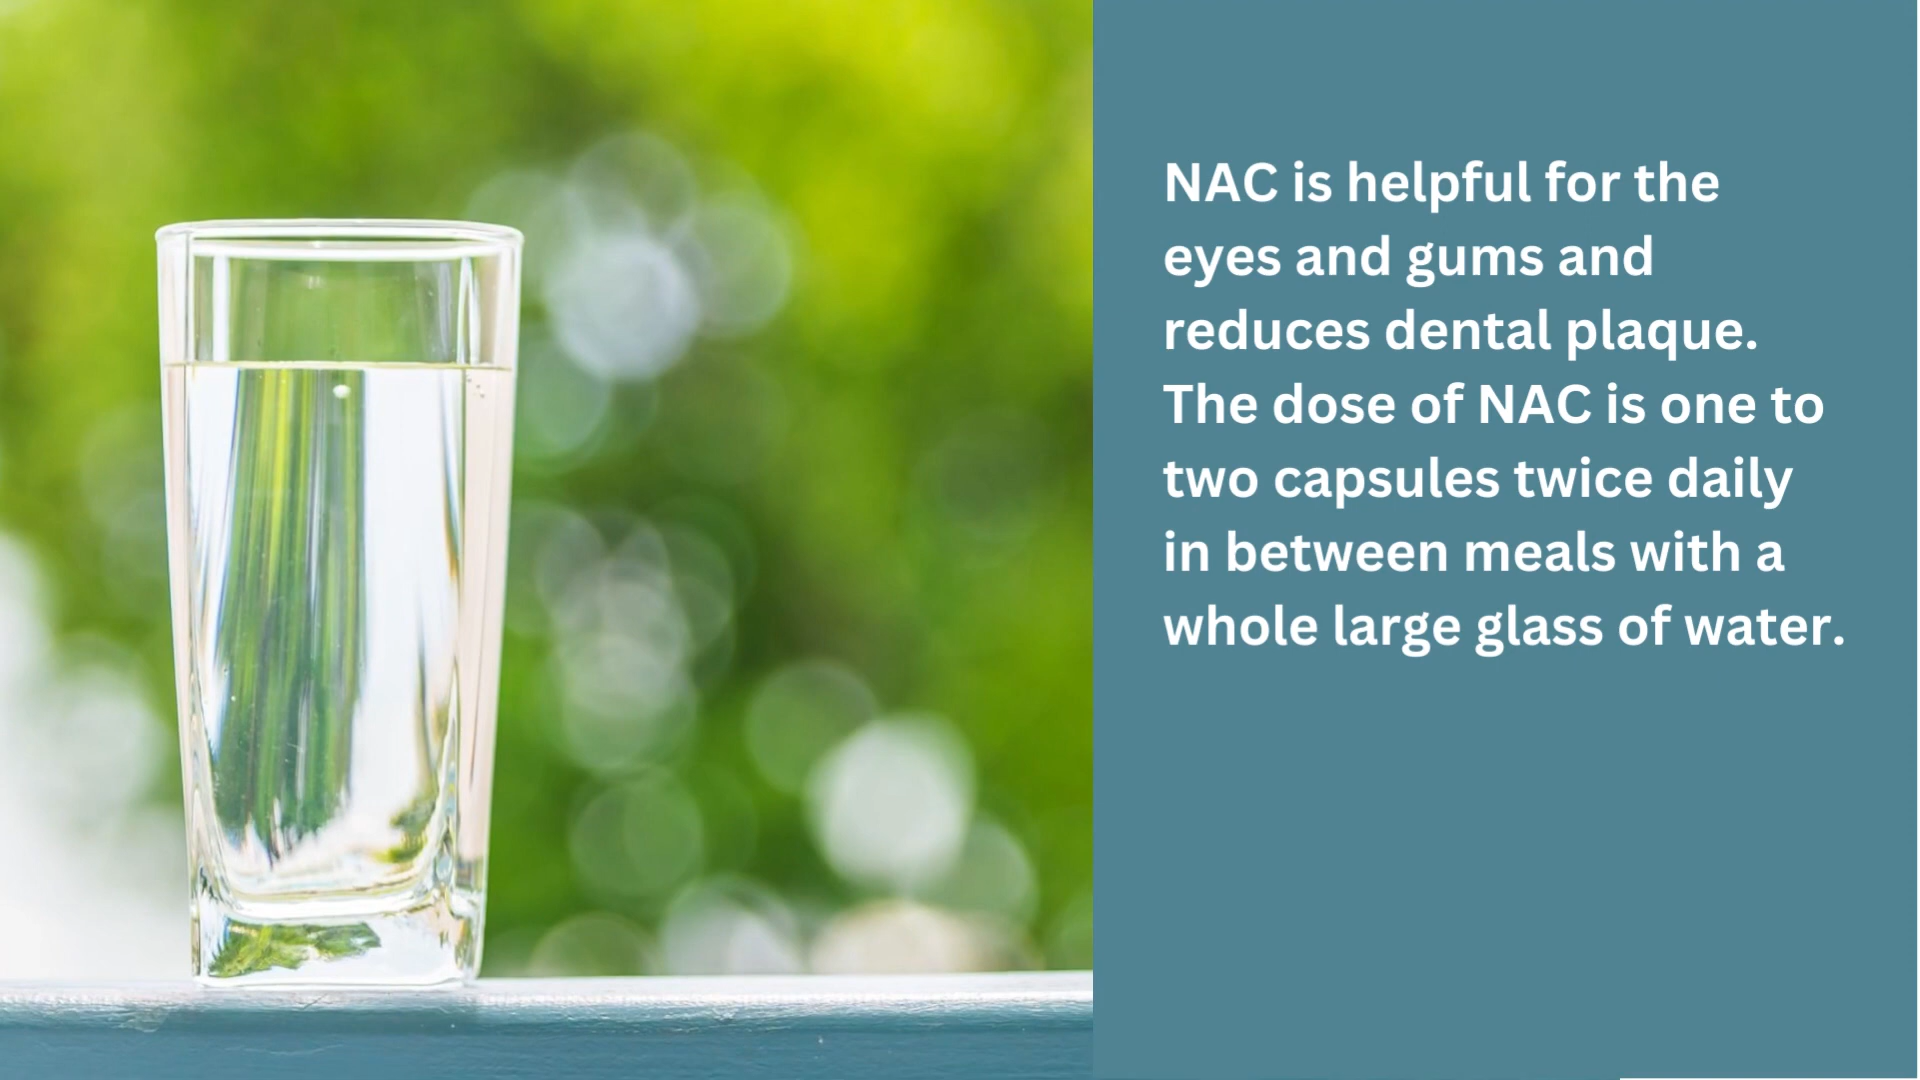 NAC is helpful for the
eyes and gums and
reduces dental plaque.
The dose of NAC is one to
two capsules twice daily
in between meals with a
whole large glass of water.